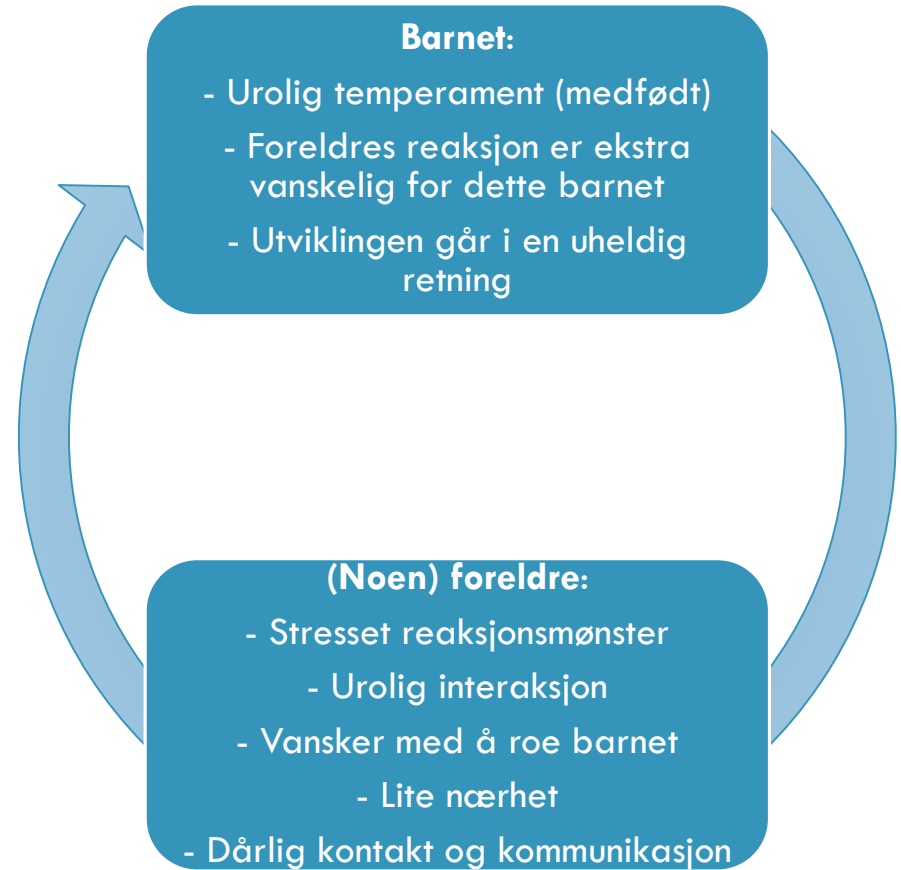 Barnet:
- Urolig temperament (medfødt)
- Foreldres reaksjon er ekstra
vanskelig for dette barnet
- Utviklingen går i en uheldig
retning
(Noen) foreldre:
- Stresset reaksjonsmønster
- Urolig interaksjon
- Vansker med å roe barnet
- Lite nærhet
- Dårlig kontakt og kommunikasjon